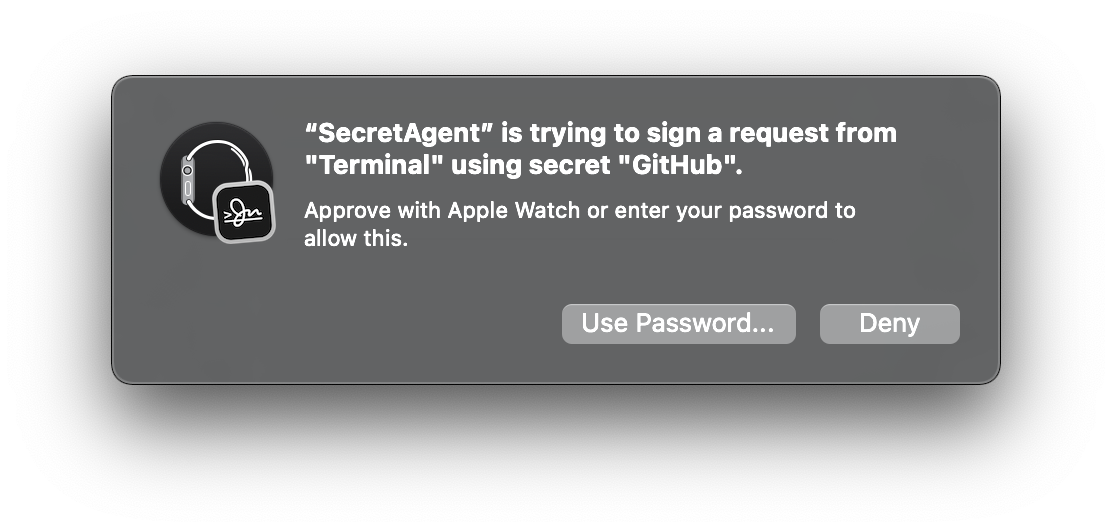 “SecretAgent” is trying to sign a request from
"Terminal" using secret "GitHub".
Approve with Apple Watch or enter your password to
allow this.
Use Password...
Deny